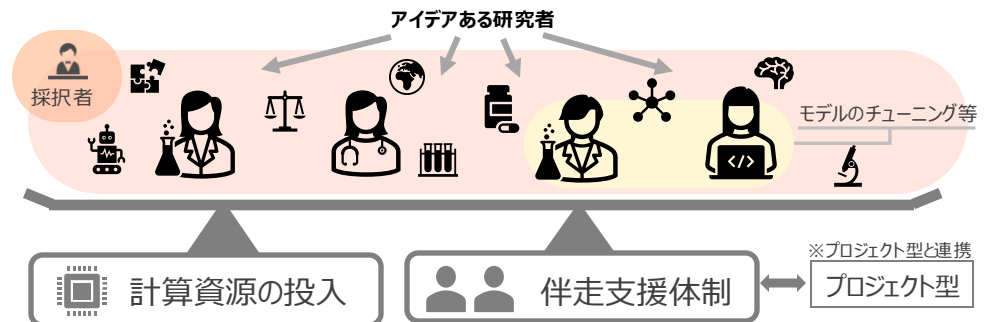 アイデアある研究者
採択者
モデルのチューニング等
</>
計算資源の投入
伴走支援体制
※プロジェクト型と連携
プロジェクト型